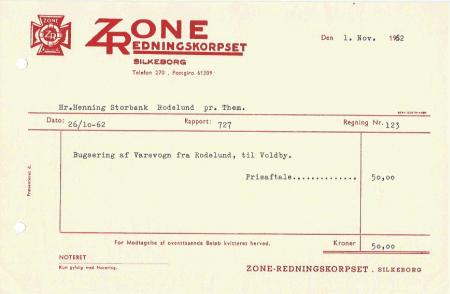 ZONE
ZR
ZONE
REDNINGSKORPSET
SILKEBORG
Telefon 270 . Postgiro 61309
Den 1. Nov. 1962
Hr.Henning Storbank Rodelund pr. Them.
Dato: 26/10-62 Rapport: 727 Regning Nr. 123
Bugsering af Varevogn fra Rodelund, til Voldby.
Prisaftale.............. 50,00
For Modtagelse af ovenstaaende Beløb kvitteres herved.
Kroner 50,00
NOTERET
Kun gyldig med Notering.
ZONE-REDNINGSKORPSET . SILKEBORG